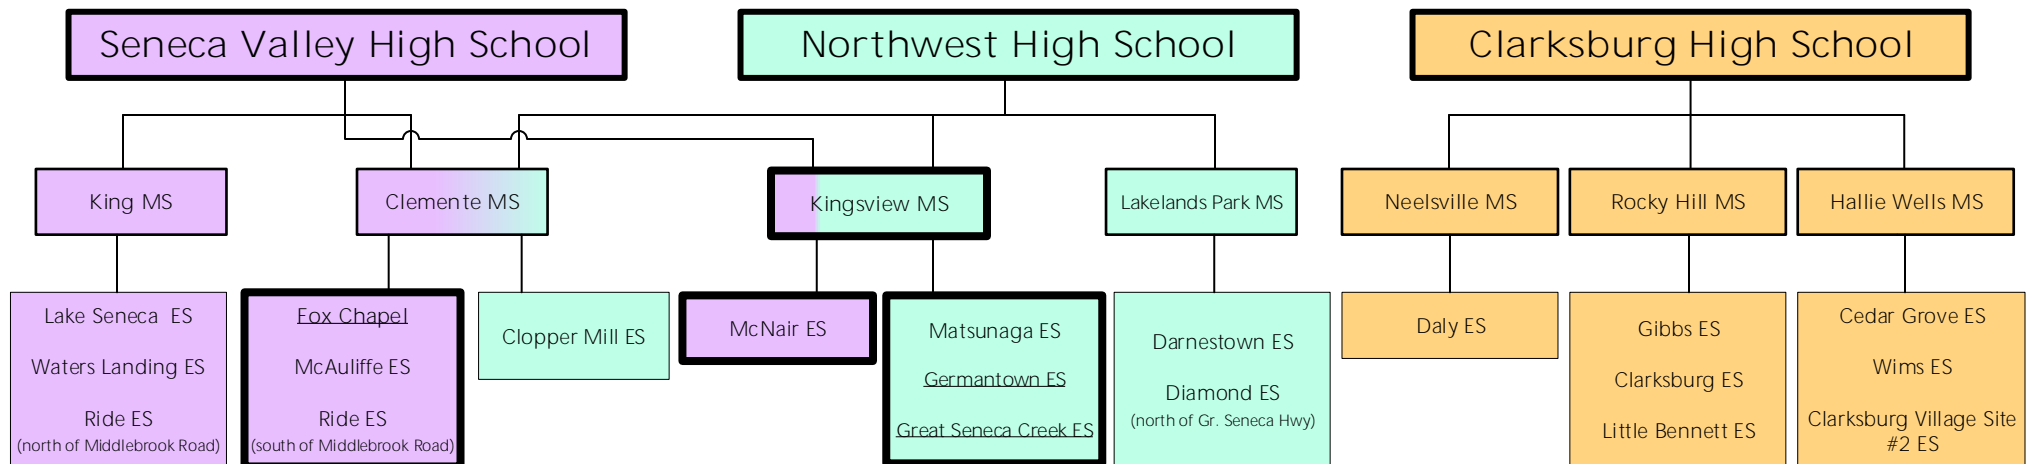 Seneca Valley High School
Northwest High School
Clarksburg High School
King MS
Clemente MS
Kingsview MS
Lakelands Park MS
Neelsville MS
Rocky Hill MS
Hallie Wells MS
Lake Seneca ES
Waters Landing ES
Ride ES
(north of Middlebrook Road)
Fox Chapel
McAuliffe ES
Ride ES
(south of Middlebrook Road)
Clopper Mill ES
McNair ES
Matsunaga ES
Germantown ES
Great Seneca Creek ES
Darnestown ES
Diamond ES
(north of Gr. Seneca Hwy)
Daly ES
Gibbs ES
Clarksburg ES
Little Bennett ES
Cedar Grove ES
Wims ES
Clarksburg Village Site
#2 ES